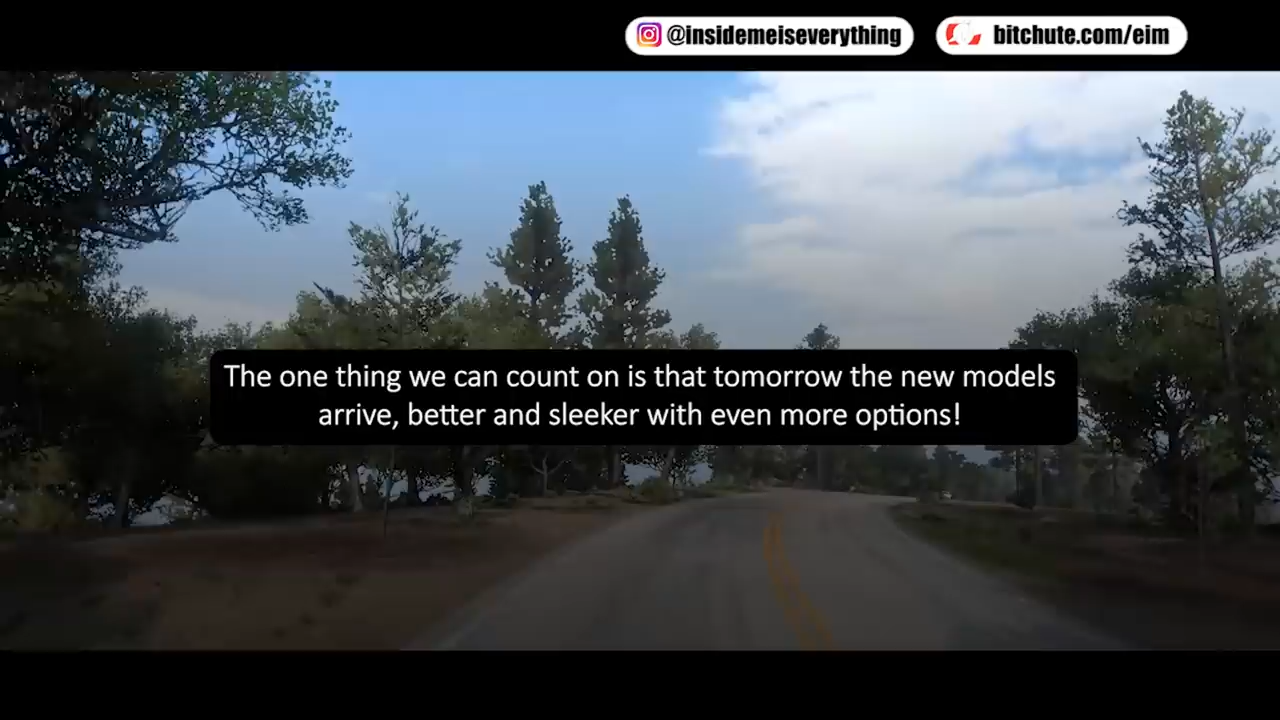 @insidemeiseverything
bitchute.com/eim
The one thing we can count on is that tomorrow the new models
arrive, better and sleeker with even more options!